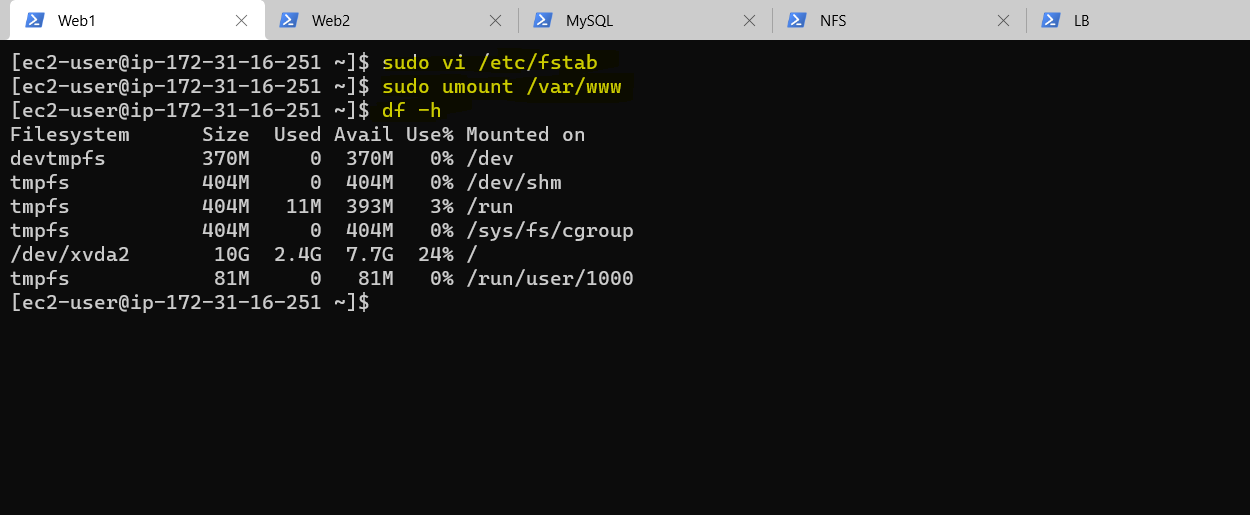 Web1 Web2 MySQL NFS LB
[ec2-user@ip-172-31-16-251 ~]$ sudo vi /etc/fstab
[ec2-user@ip-172-31-16-251 ~]$ sudo umount /var/www
[ec2-user@ip-172-31-16-251 ~]$ df -h
Filesystem      Size  Used Avail Use% Mounted on
devtmpfs        370M     0  370M   0% /dev
tmpfs           404M     0  404M   0% /dev/shm
tmpfs           404M   11M  393M   3% /run
tmpfs           404M     0  404M   0% /sys/fs/cgroup
/dev/xvda2       10G  2.4G  7.7G  24% /
tmpfs            81M     0   81M   0% /run/user/1000
[ec2-user@ip-172-31-16-251 ~]$